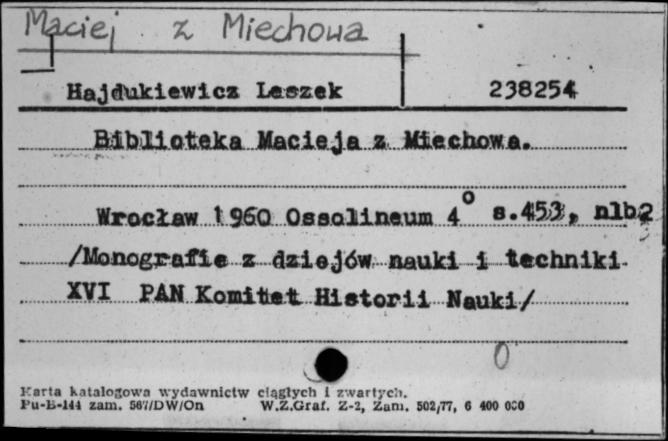 Maciej z Miechowa
Hajdukiewicz Leszek 238254
Biblioteka Macieja z Miechowa.
Wrocław 1960 Ossolineum 4° s.453, nlb2
/Monografie z dziejów nauki i techniki
XVI PAN Komitet Historii Nauki/
0
Karta katalogowa wydawnictw ciągłych i zwartych.
Pu-B-144 zam. 567/DW/On W.Z.Graf. Z-2, Zam. 502/77, 6 400 000